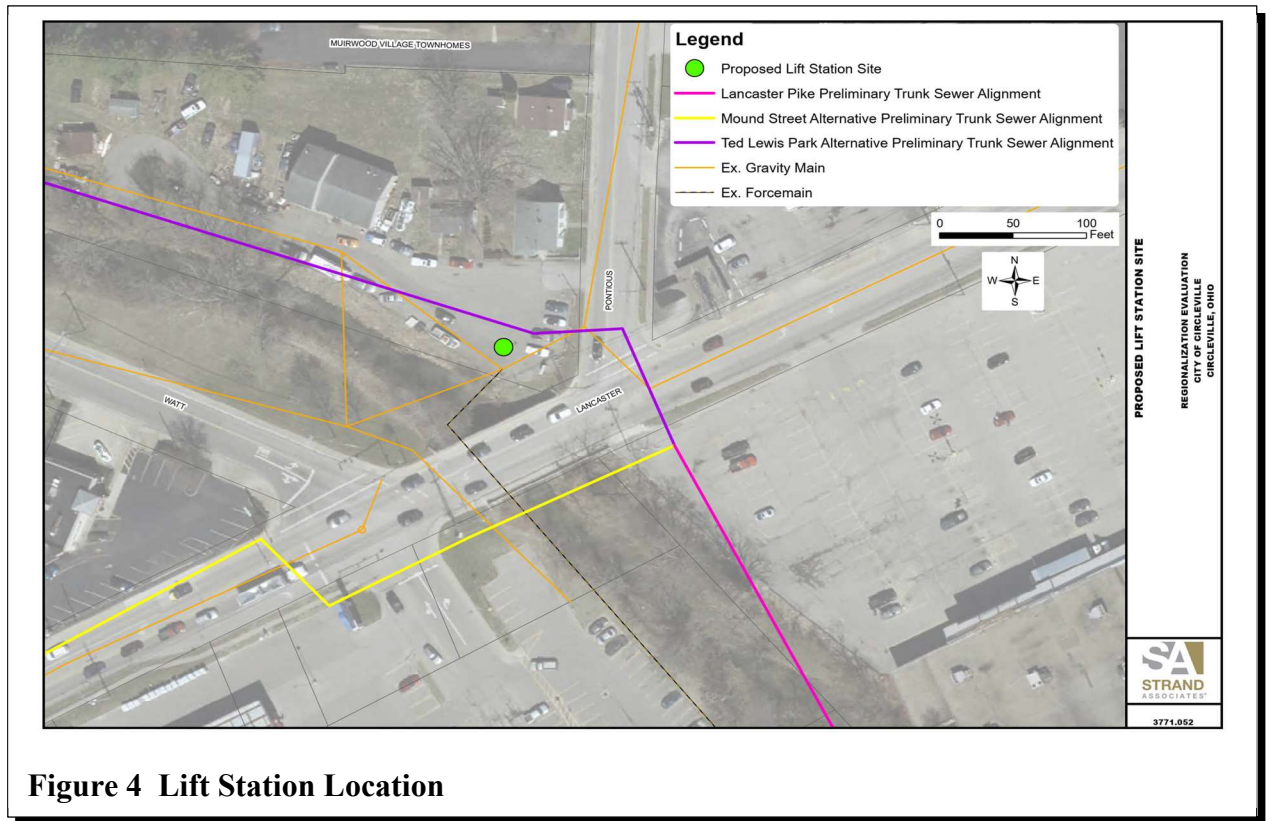 MUIRWOOD VILLAGE TOWNHOMES
Legend
Proposed Lift Station Site
Lancaster Pike Preliminary Trunk Sewer Alignment
Mound Street Alternative Preliminary Trunk Sewer Alignment
Ted Lewis Park Alternative Preliminary Trunk Sewer Alignment
Ex. Gravity Main
Ex. Forcemain
0 50 100
Feet
N
W E
S
PONTIOUS
LANCASTER
WATT
PROPOSED LIFT STATION SITE
REGIONALIZATION EVALUATION
CITY OF CIRCLEVILLE
CIRCLEVILLE, OHIO
SA
STRAND
ASSOCIATES®
3771.052
Figure 4 Lift Station Location